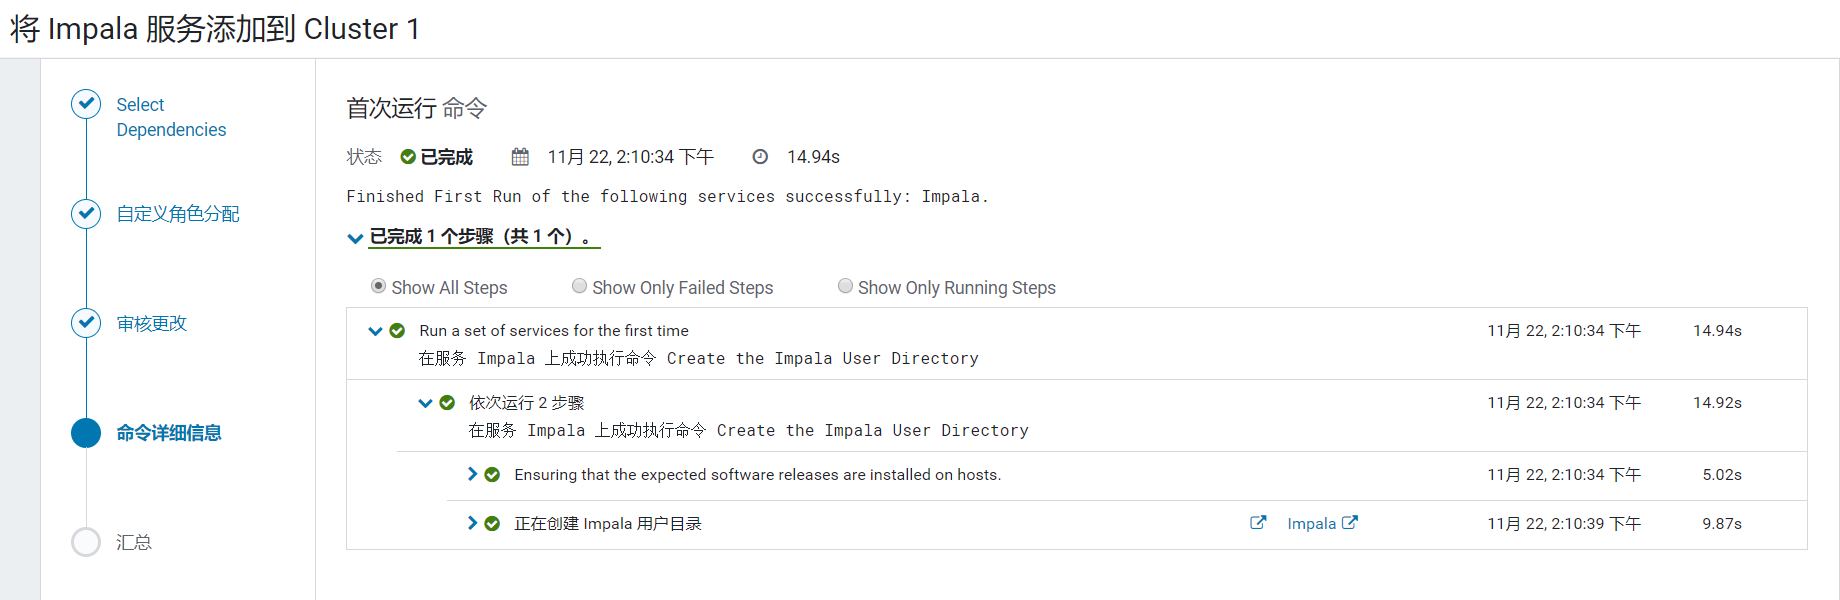 将 Impala 服务添加到 Cluster 1
Select
Dependencies
自定义角色分配
审核更改
命令详细信息
汇总
首次运行 命令
状态 已完成 11月 22, 2:10:34 下午 14.94s
Finished First Run of the following services successfully: Impala.
已完成 1 个步骤（共 1 个）。
Show All Steps Show Only Failed Steps Show Only Running Steps
Run a set of services for the first time 11月 22, 2:10:34 下午 14.94s
在服务 Impala 上成功执行命令 Create the Impala User Directory
依次运行 2 步骤 11月 22, 2:10:34 下午 14.92s
在服务 Impala 上成功执行命令 Create the Impala User Directory
Ensuring that the expected software releases are installed on hosts. 11月 22, 2:10:34 下午 5.02s
正在创建 Impala 用户目录 Impala 11月 22, 2:10:39 下午 9.87s